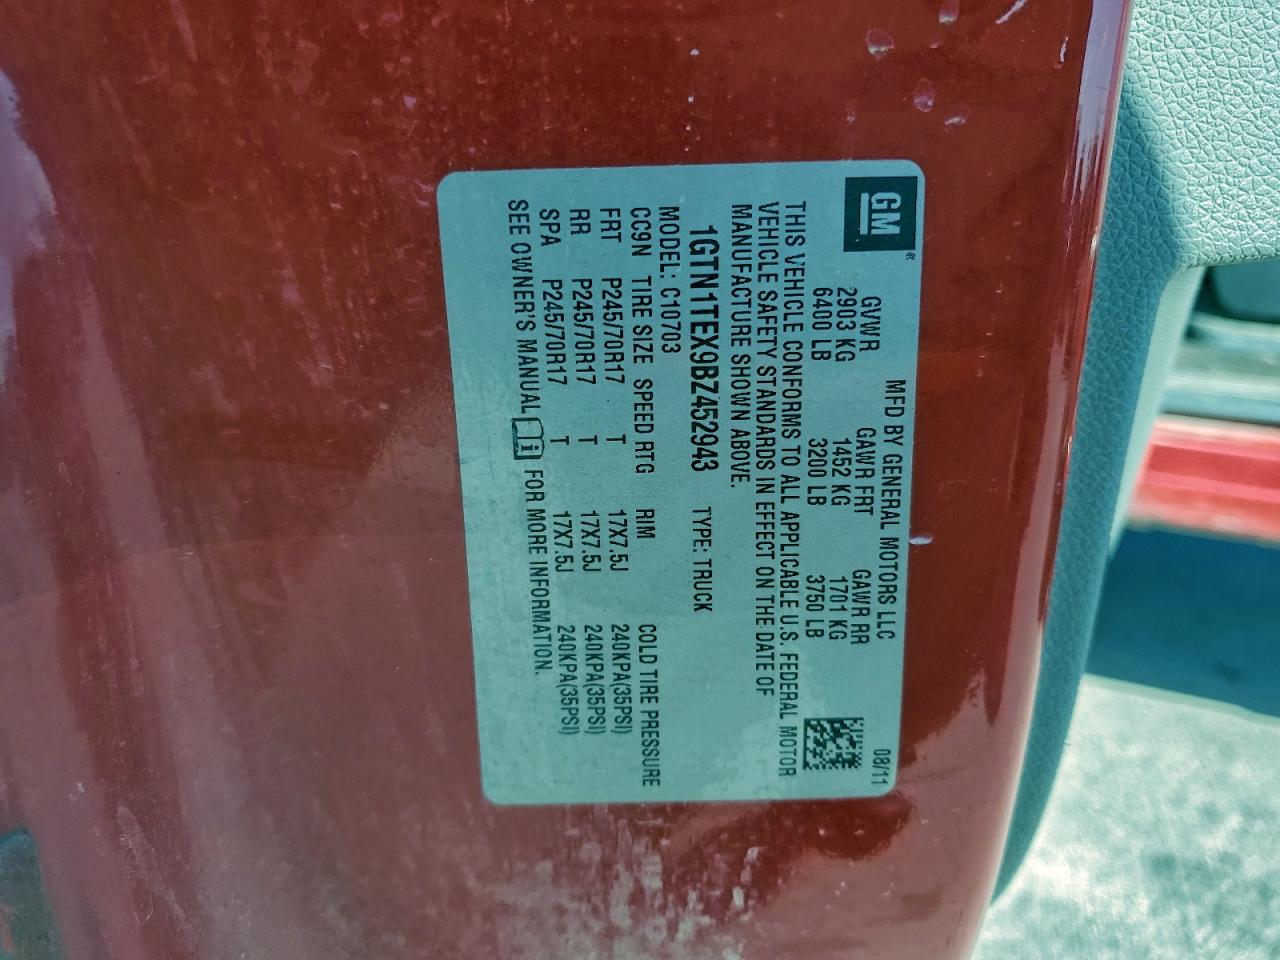 GM
MFD BY GENERAL MOTORS LLC 08/11
GVWR GAWR FRT GAWR RR
2903 KG 1452 KG 1701 KG
6400 LB 3200 LB 3750 LB
THIS VEHICLE CONFORMS TO ALL APPLICABLE U.S. FEDERAL MOTOR
VEHICLE SAFETY STANDARDS IN EFFECT ON THE DATE OF
MANUFACTURE SHOWN ABOVE.
1GTN1TEX9BZ452943 TYPE: TRUCK
MODEL: C10703
CC9N TIRE SIZE SPEED RTG RIM COLD TIRE PRESSURE
FRT P245/70R17 T 17X7.5J 240KPA(35PSI)
RR P245/70R17 T 17X7.5J 240KPA(35PSI)
SPA P245/70R17 T 17X7.5J 240KPA(35PSI)
SEE OWNER'S MANUAL i FOR MORE INFORMATION.